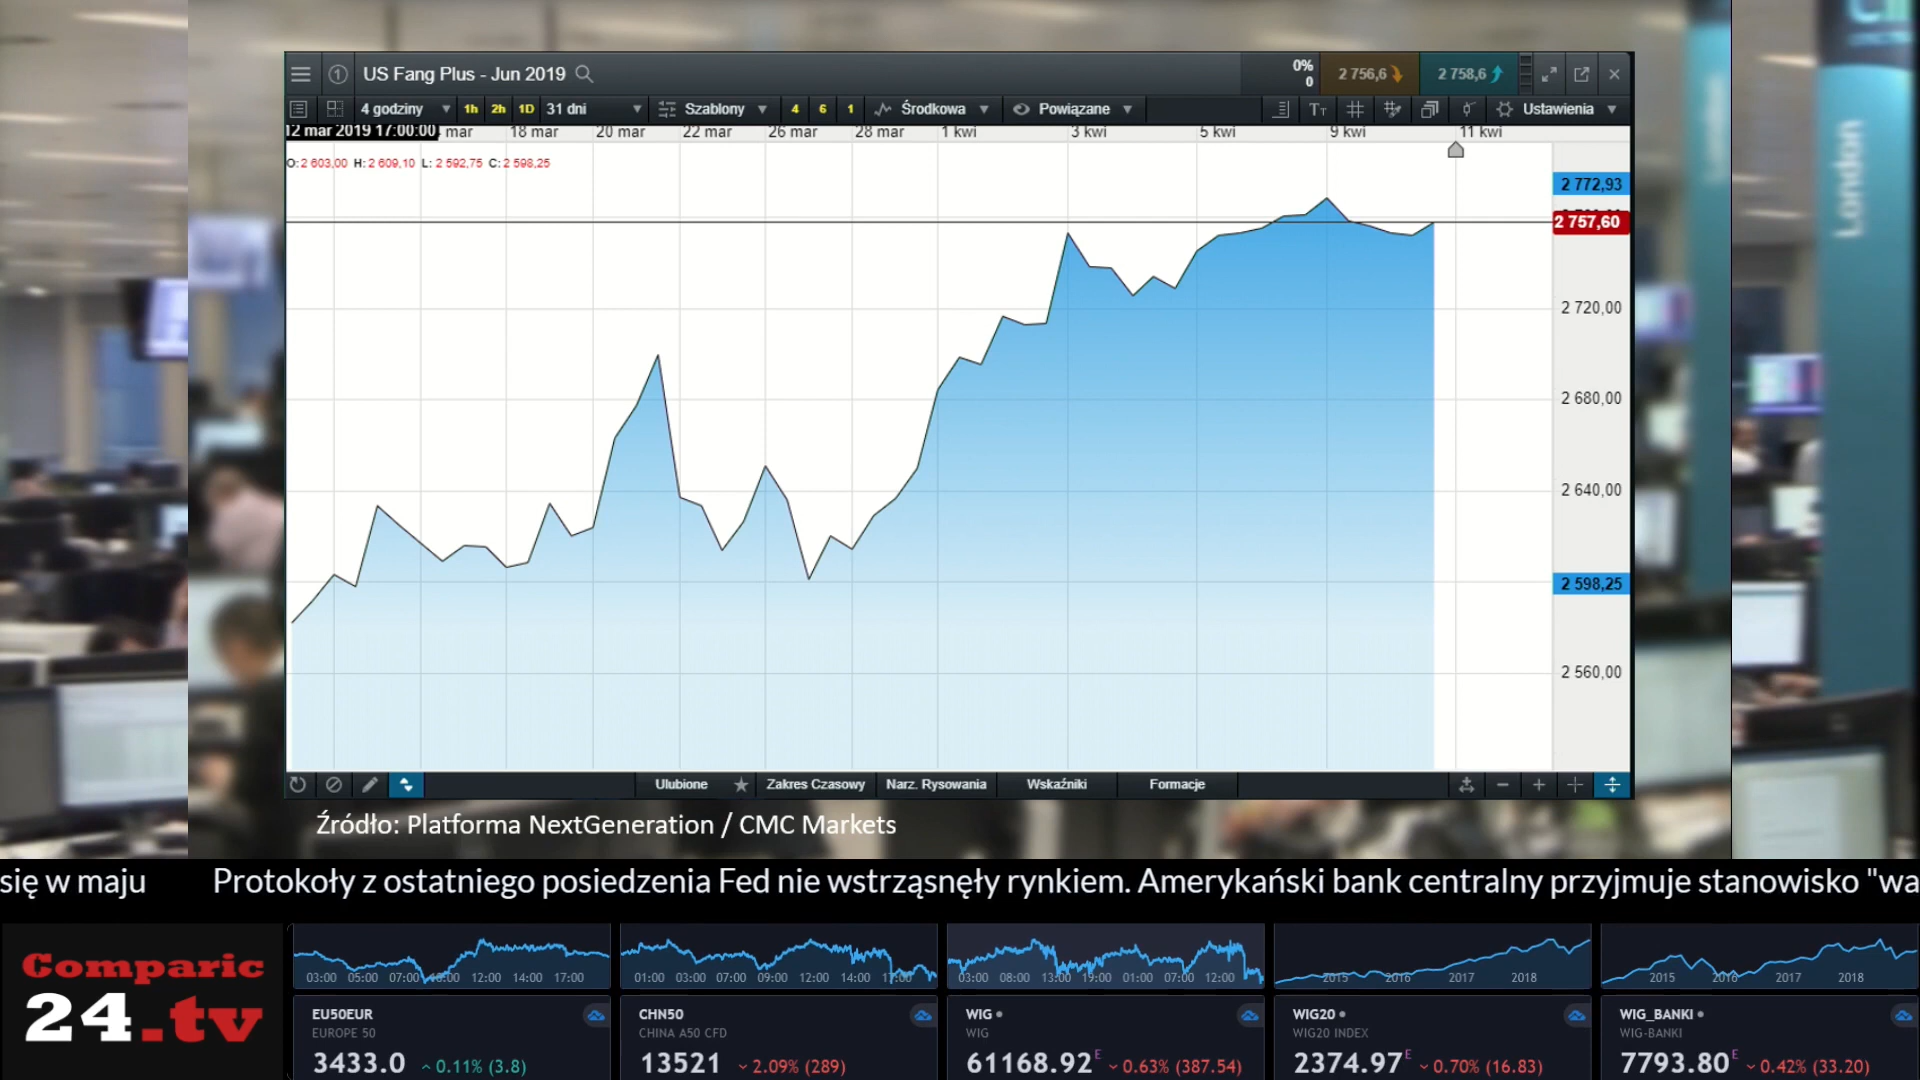 US Fang Plus - Jun 2019
0%
0
2 756,6
2 758,6
4 godziny 1h 2h 1D 31 dni Szablony 4 6 1 Środkowa Powiązane Ustawienia
12 mar 2019 17:00:00 mar 18 mar 20 mar 22 mar 26 mar 28 mar 1 kwi 3 kwi 5 kwi 9 kwi 11 kwi
O: 2 603,00 H: 2 609,10 L: 2 592,75 C: 2 598,25
2 772,93
2 757,60
2 720,00
2 680,00
2 640,00
2 598,25
2 560,00
Ulubione Zakres Czasowy Narz. Rysowania Wskaźniki Formacje
Źródło: Platforma NextGeneration / CMC Markets
London
się w maju Protokoły z ostatniego posiedzenia Fed nie wstrząsnęły rynkiem. Amerykański bank centralny przyjmuje stanowisko "wa
Comparic
24.tv
03:00 05:00 07:00 12:00 14:00 17:00
EU50EUR
EUROPE 50
3433.0 0.11% (3.8)
01:00 03:00 07:00 09:00 12:00 14:00 17:00
CHN50
CHINA A50 CFD
13521 2.09% (289)
03:00 08:00 13:00 19:00 01:00 07:00 12:00
WIG
WIG
61168.92 E 0.63% (387.54)
2015 2016 2017 2018
WIG20
WIG20 INDEX
2374.97 E 0.70% (16.83)
2015 2016 2017 2018
WIG_BANKI
WIG-BANKI
7793.80 E 0.42% (33.20)